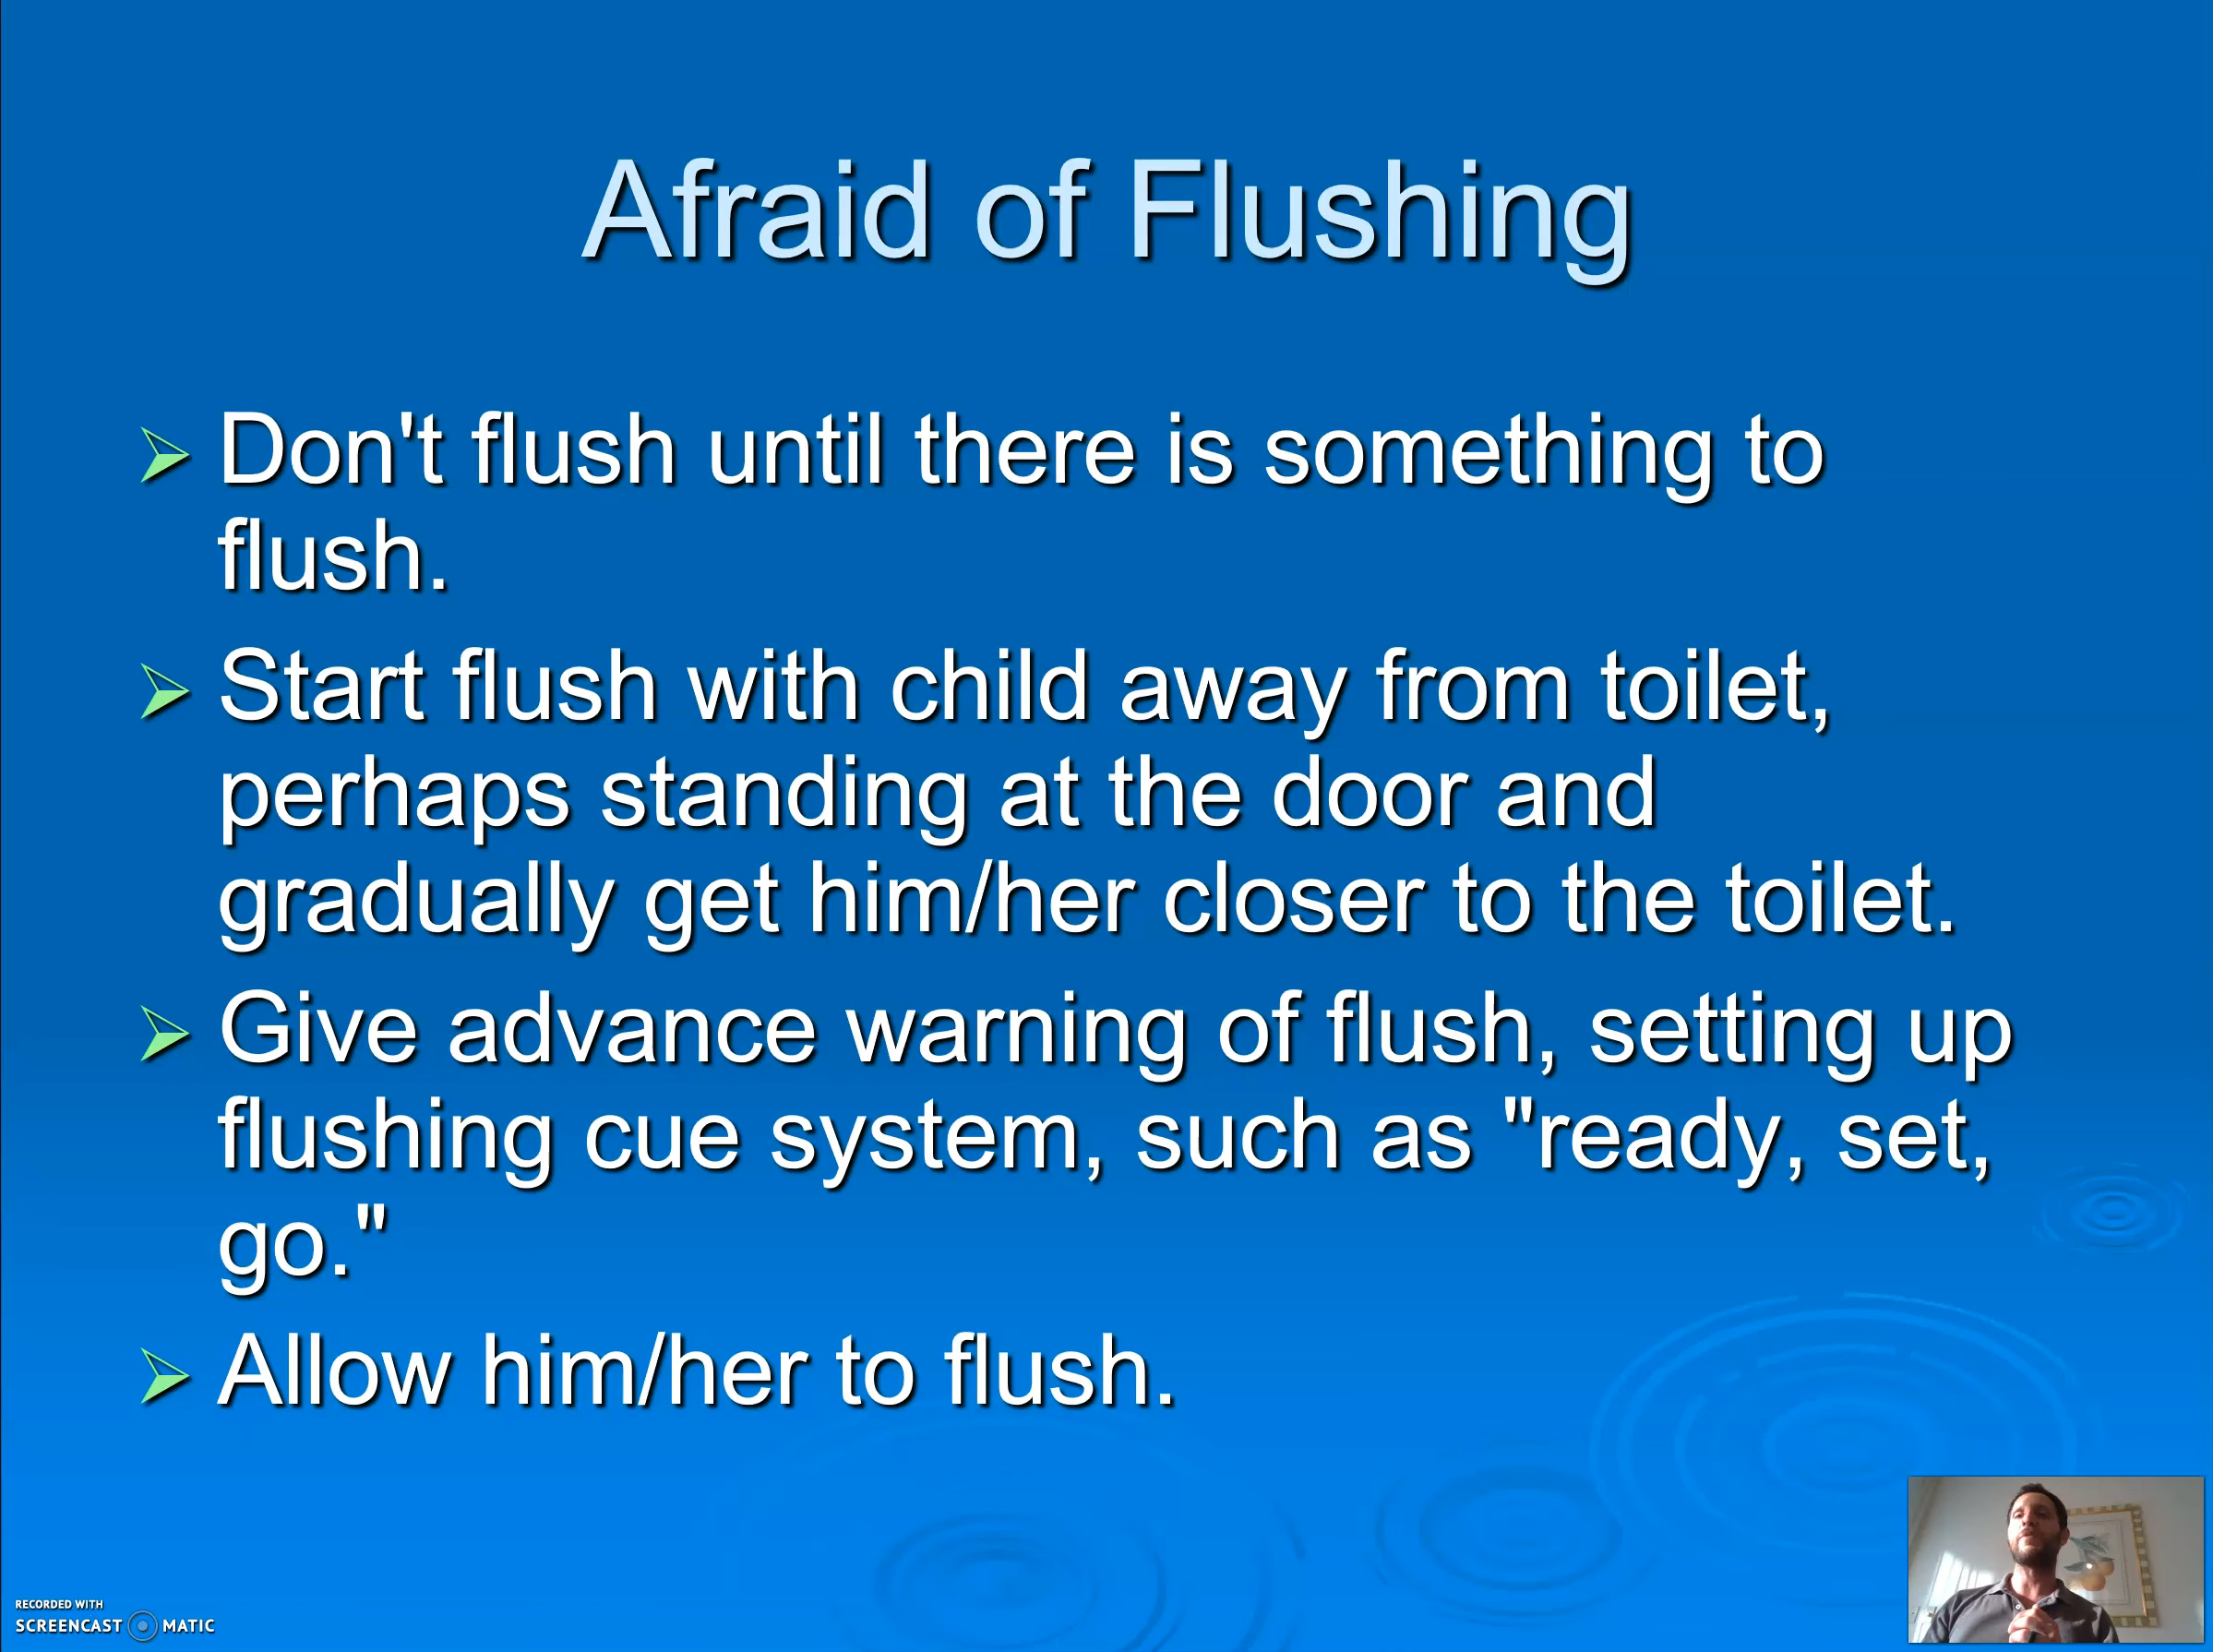 Afraid of Flushing
Don't flush until there is something to
flush.
Start flush with child away from toilet,
perhaps standing at the door and
gradually get him/her closer to the toilet.
Give advance warning of flush, setting up
flushing cue system, such as "ready, set,
go."
Allow him/her to flush.
RECORDED WITH
SCREENCAST MATIC